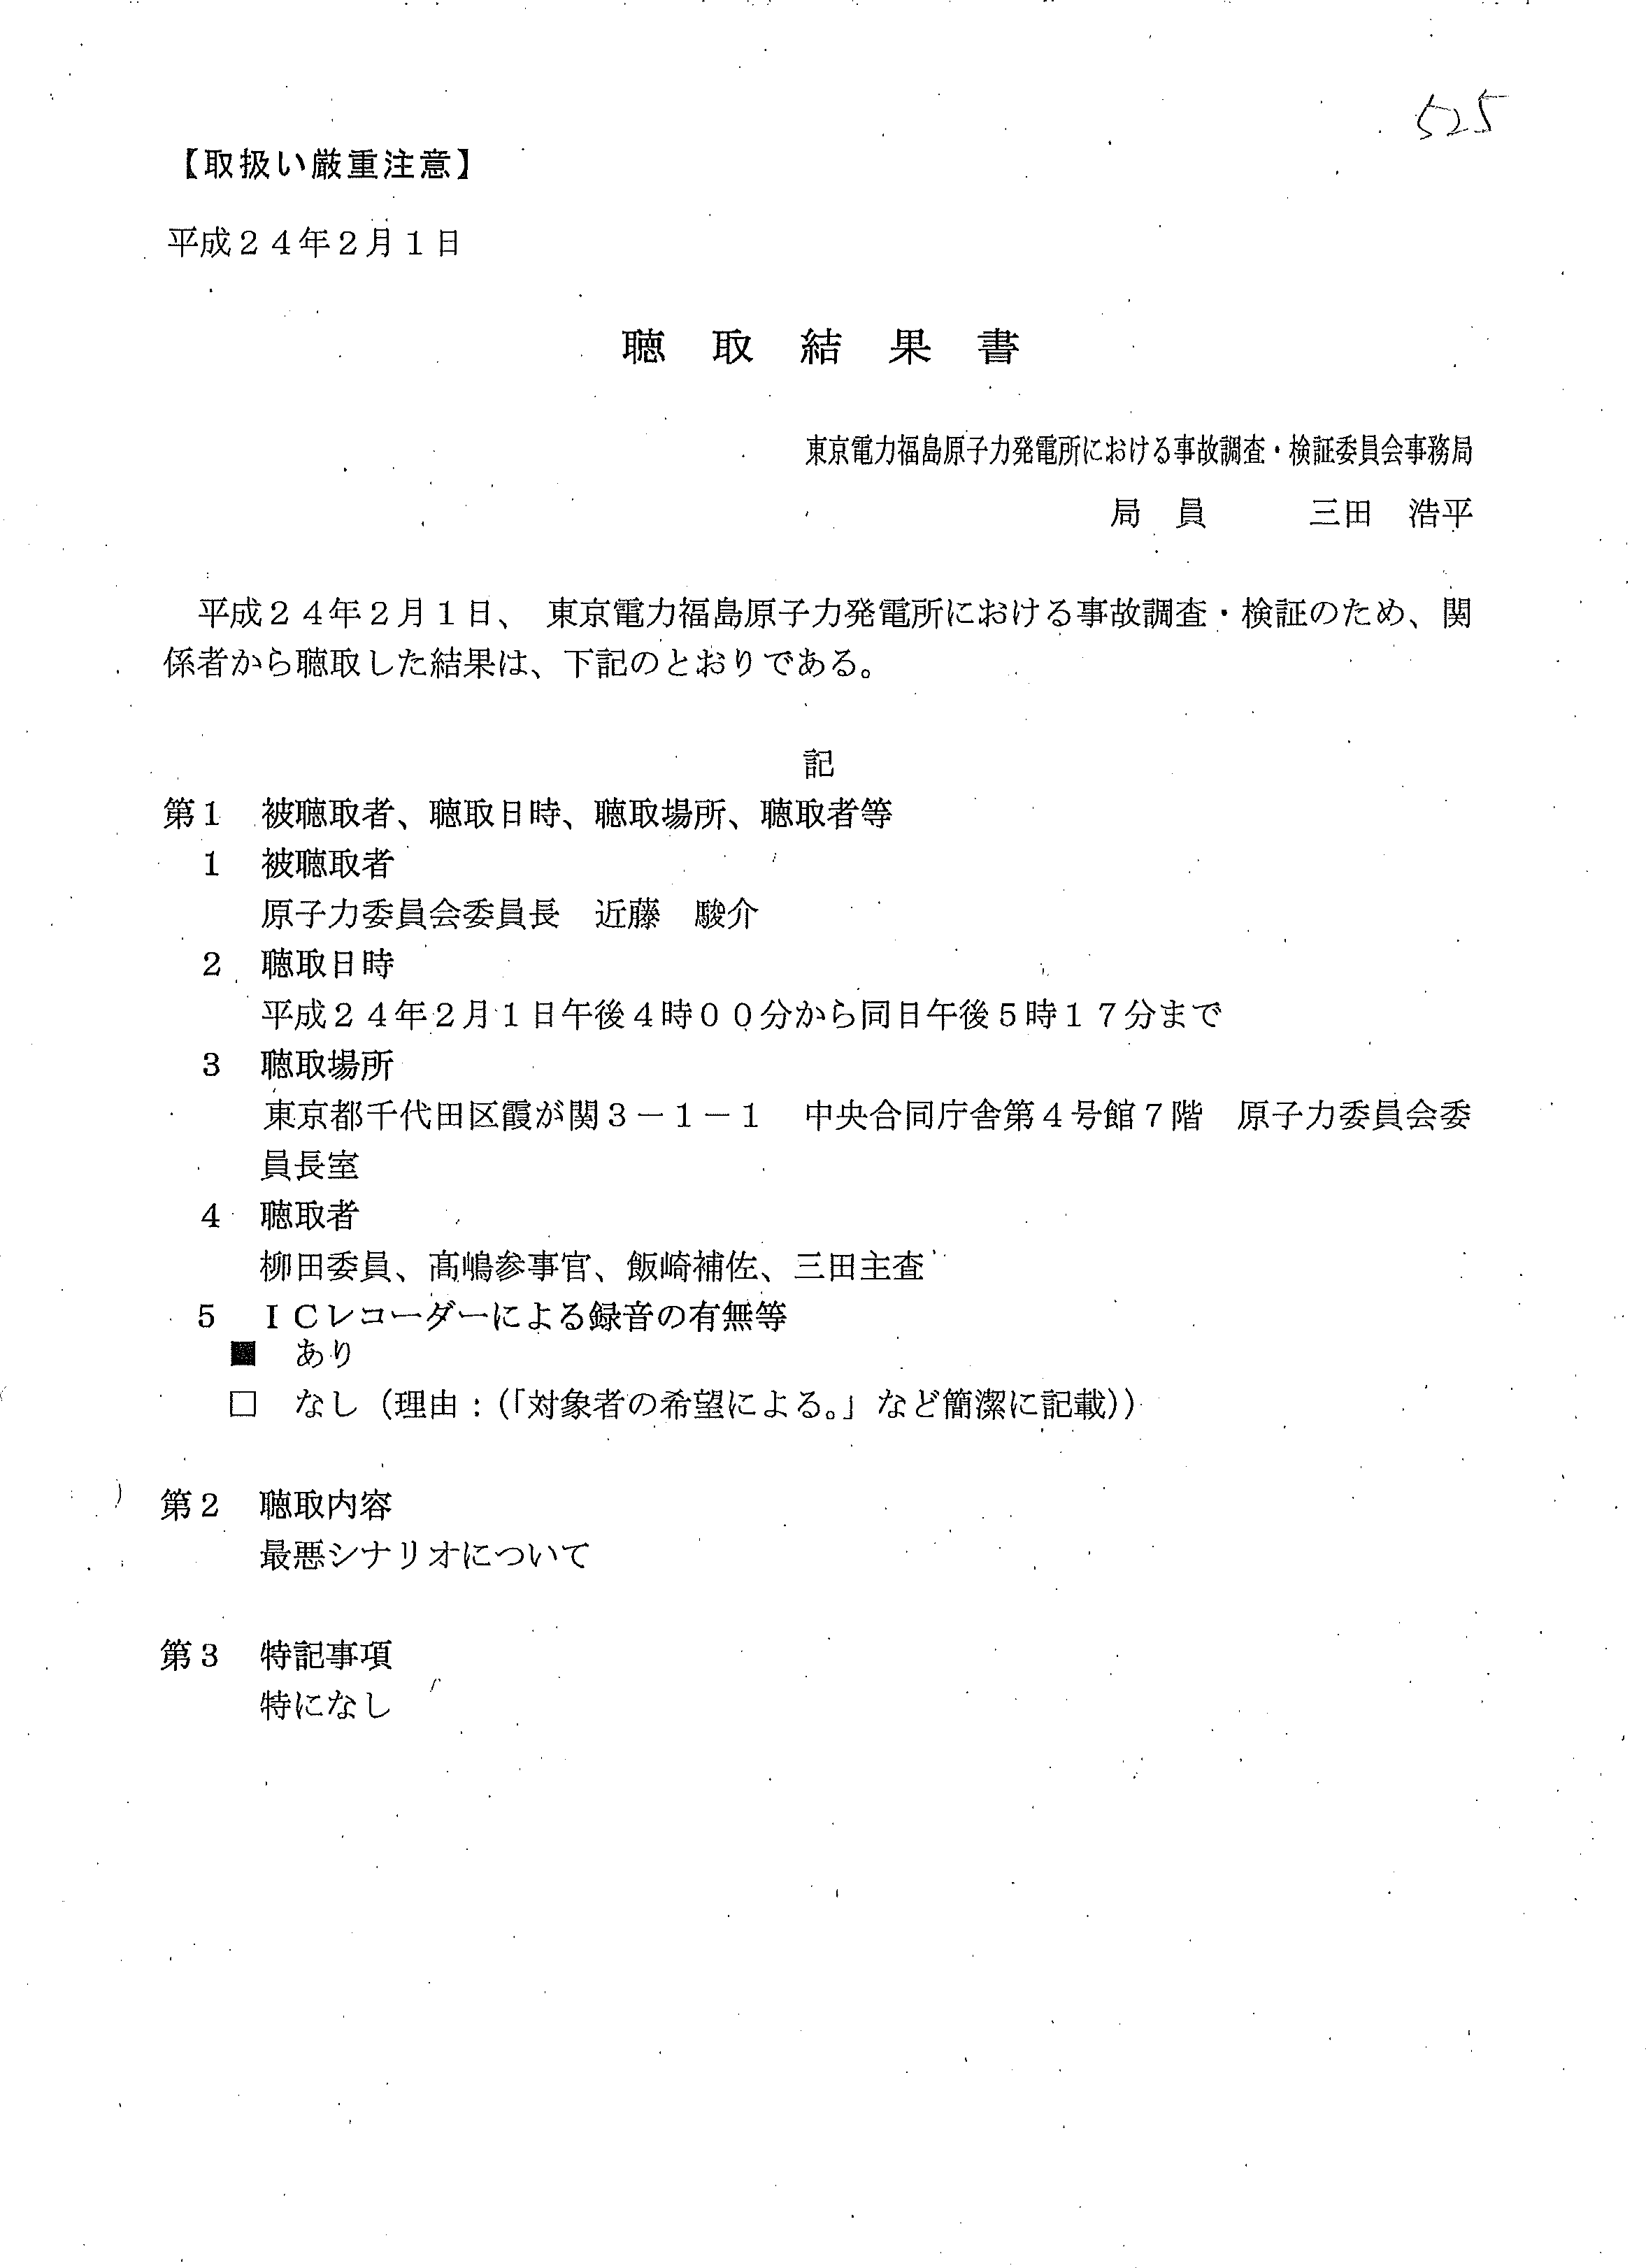 525
【取扱い厳重注意】
平成２４年２月１日
聴 取 結 果 書
東京電力福島原子力発電所における事故調査・検証委員会事務局
局 員 三田 浩平
平成２４年２月１日、 東京電力福島原子力発電所における事故調査・検証のため、関
係者から聴取した結果は、下記のとおりである。
記
第１ 被聴取者、聴取日時、聴取場所、聴取者等
１ 被聴取者
原子力委員会委員長 近藤 駿介
２ 聴取日時
平成２４年２月１日午後４時００分から同日午後５時１７分まで
３ 聴取場所
東京都千代田区霞が関３－１－１ 中央合同庁舎第４号館７階 原子力委員会委
員長室
４ 聴取者
柳田委員、髙嶋参事官、飯崎補佐、三田主査
５ ＩＣレコーダーによる録音の有無等
■ あり
□ なし（理由：（「対象者の希望による。」など簡潔に記載））
第２ 聴取内容
最悪シナリオについて
第３ 特記事項
特になし